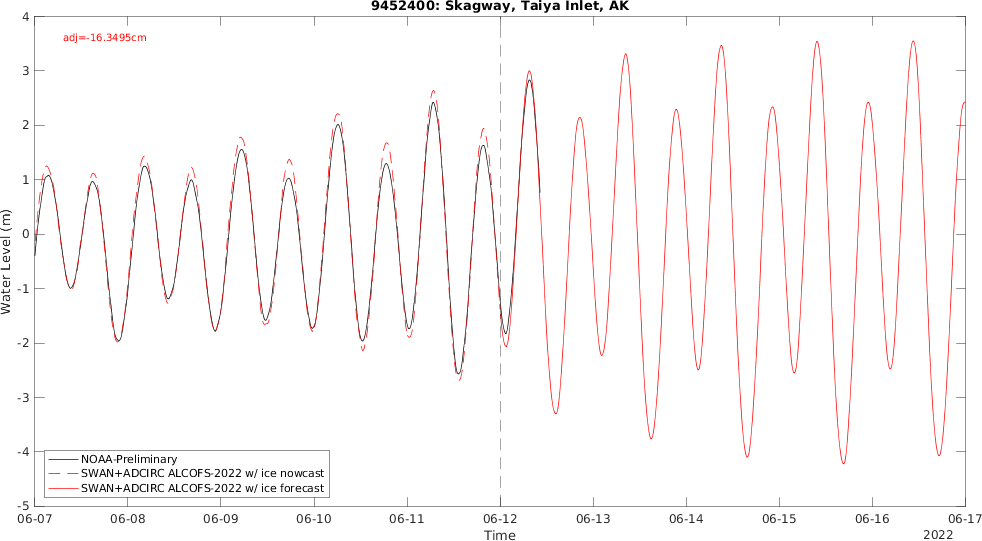 9452400: Skagway, Taiya Inlet, AK
adj=-16.3495cm
4
3
2
1
0
-1
-2
-3
-4
-5
Water Level (m)
NOAA-Preliminary
SWAN+ADCIRC ALCOFS-2022 w/ ice nowcast
SWAN+ADCIRC ALCOFS-2022 w/ ice forecast
06-07 06-08 06-09 06-10 06-11 06-12 06-13 06-14 06-15 06-16 06-17
Time
2022